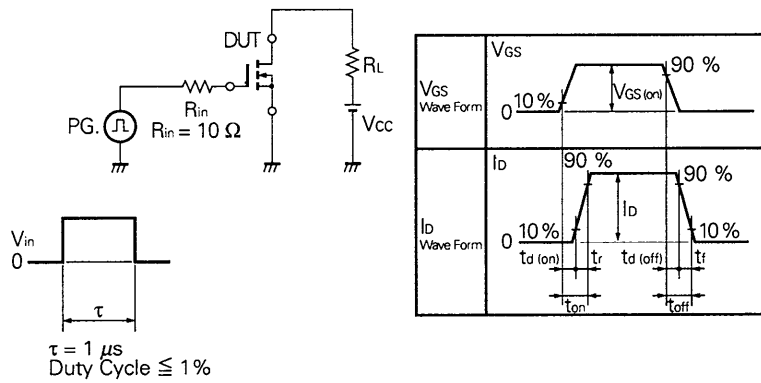 DUT
RL
Rin
Rin = 10 Ω
PG.
VCC
Vin
0
τ
τ = 1 μs
Duty Cycle ≦ 1%
VGS
Wave Form
VGS
90 %
VGS (on)
10 %
0
ID
Wave Form
ID
90 %
90 %
ID
10 %
10 %
0
td (on)
tr
td (off)
tf
ton
toff